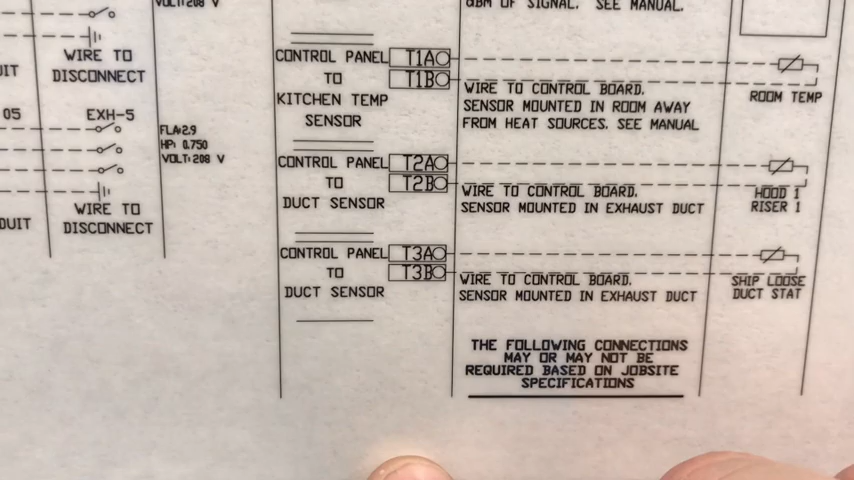 VOLT: 208 V
WIRE TO
DISCONNECT
UIT
05
EXH-5
FLA: 2.9
HP: 0.750
VOLT: 208 V
WIRE TO
DISCONNECT
DUIT
CONTROL PANEL
TO
KITCHEN TEMP
SENSOR
T1A
T1B
CONTROL PANEL
TO
DUCT SENSOR
T2A
T2B
CONTROL PANEL
TO
DUCT SENSOR
T3A
T3B
dBM OF SIGNAL. SEE MANUAL.
WIRE TO CONTROL BOARD.
SENSOR MOUNTED IN ROOM AWAY
FROM HEAT SOURCES. SEE MANUAL
WIRE TO CONTROL BOARD.
SENSOR MOUNTED IN EXHAUST DUCT
WIRE TO CONTROL BOARD.
SENSOR MOUNTED IN EXHAUST DUCT
THE FOLLOWING CONNECTIONS
MAY OR MAY NOT BE
REQUIRED BASED ON JOBSITE
SPECIFICATIONS
ROOM TEMP
HOOD 1
RISER 1
SHIP LOOSE
DUCT STAT